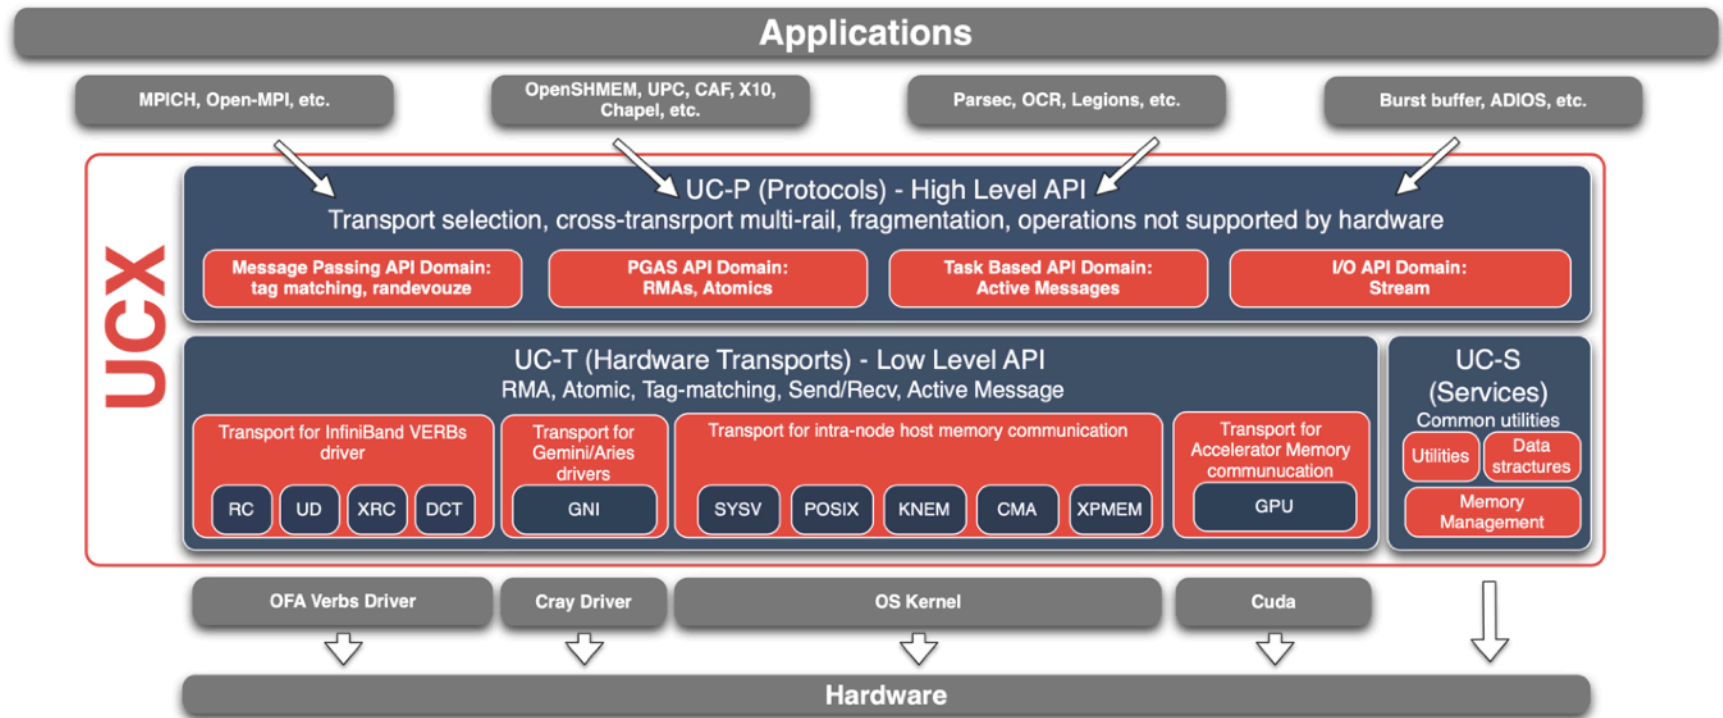 Applications
MPICH, Open-MPI, etc.
OpenSHMEM, UPC, CAF, X10,
Chapel, etc.
Parsec, OCR, Legions, etc.
Burst buffer, ADIOS, etc.
UCX
UC-P (Protocols) - High Level API
Transport selection, cross-transrport multi-rail, fragmentation, operations not supported by hardware
Message Passing API Domain:
tag matching, randevouze
PGAS API Domain:
RMAs, Atomics
Task Based API Domain:
Active Messages
I/O API Domain:
Stream
UC-T (Hardware Transports) - Low Level API
RMA, Atomic, Tag-matching, Send/Recv, Active Message
Transport for InfiniBand VERBs
driver
RC
UD
XRC
DCT
Transport for
Gemini/Aries
drivers
GNI
Transport for intra-node host memory communication
SYSV
POSIX
KNEM
CMA
XPMEM
Transport for
Accelerator Memory
communucation
GPU
UC-S
(Services)
Common utilities
Utilities
Data
stractures
Memory
Management
OFA Verbs Driver
Cray Driver
OS Kernel
Cuda
Hardware